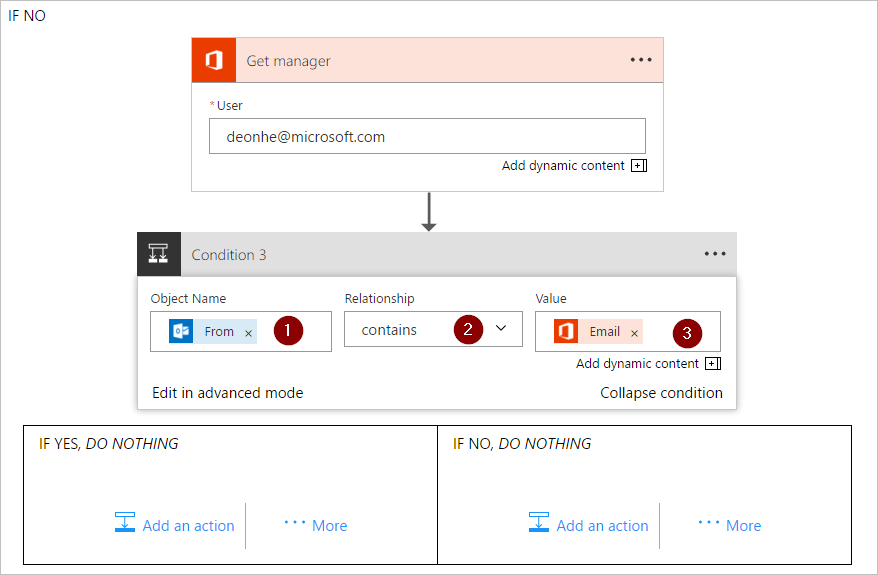 IF NO
Get manager
* User
deonhe@microsoft.com
Add dynamic content
Condition 3
Object Name Relationship Value
From × 1 contains 2 Email × 3
Add dynamic content
Edit in advanced mode Collapse condition
IF YES, DO NOTHING IF NO, DO NOTHING
Add an action More Add an action More